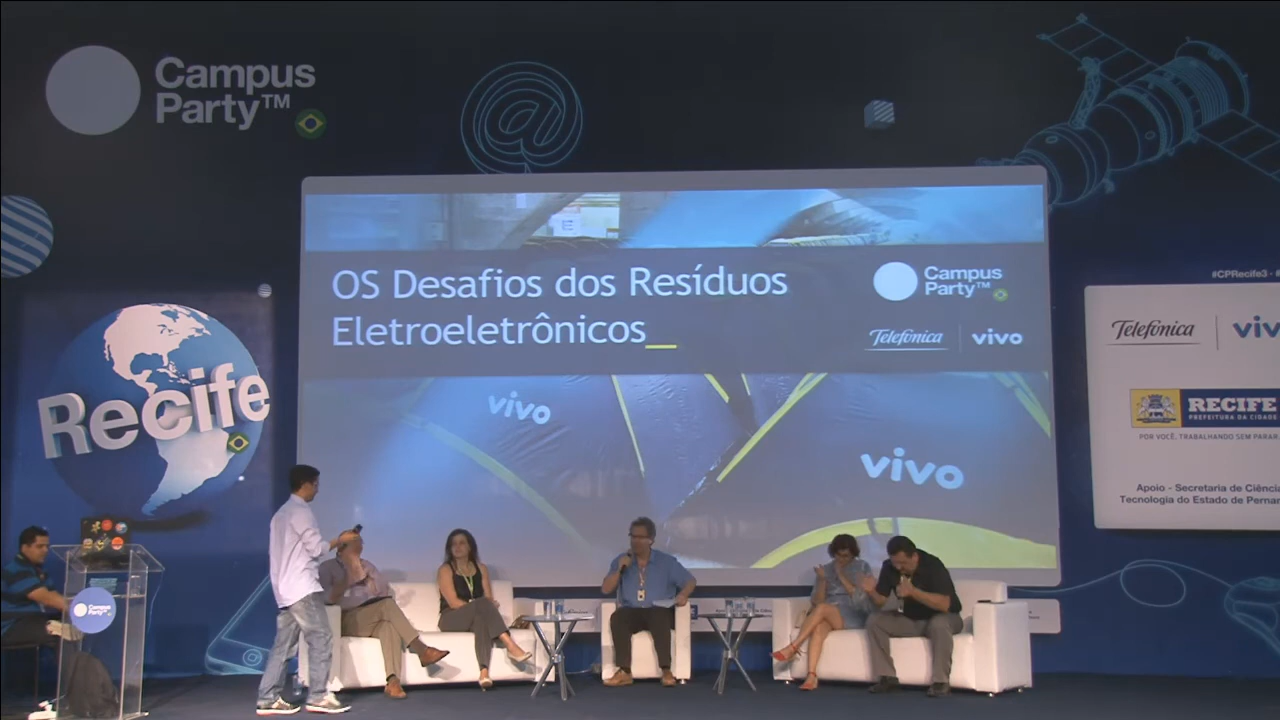 Campus
Party™
@
#CPRecife3 - #
OS Desafios dos Resíduos
Eletroeletrônicos_
Campus
Party™
Telefónica
vivo
Telefónica
vivo
Recife
RECIFE
PREFEITURA DA CIDADE
POR VOCÊ, TRABALHANDO SEM PARAR
vivo
vivo
Apoio - Secretaria de Ciência
Tecnologia do Estado de Pernam
Campus
Party